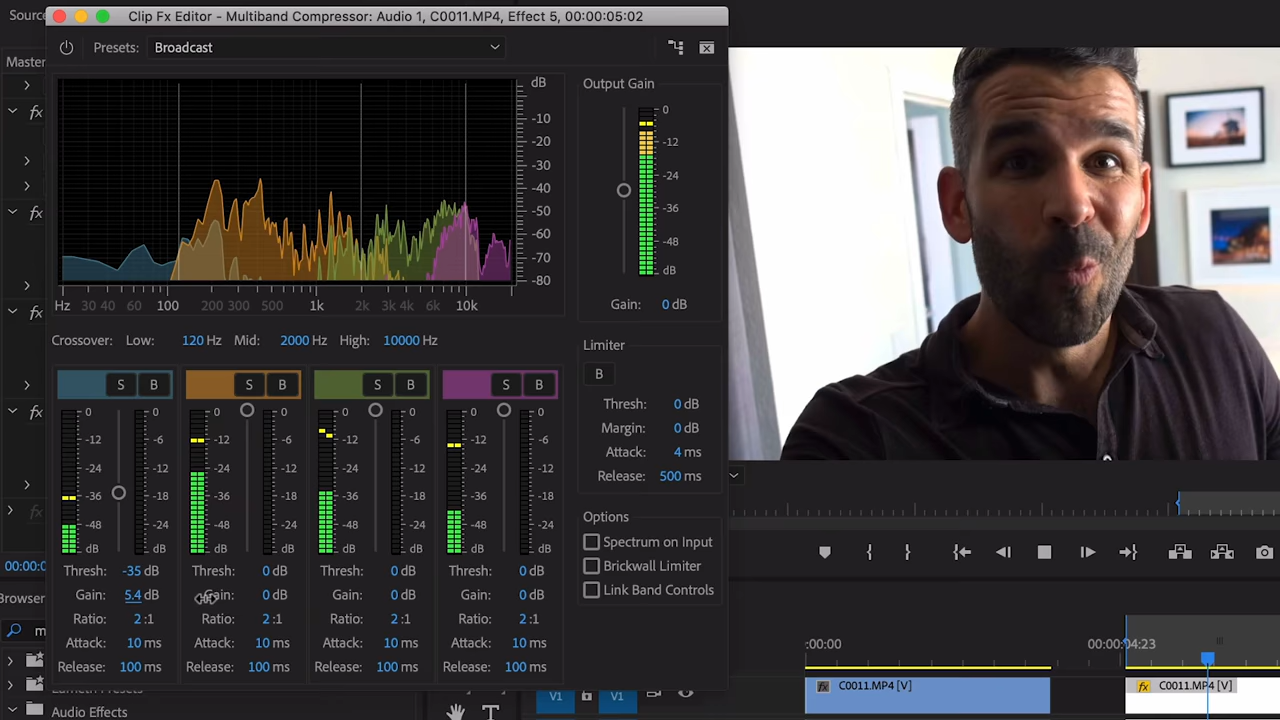 Source
Clip Fx Editor - Multiband Compressor: Audio 1, C0011.MP4, Effect 5, 00:00:05:02
Presets: Broadcast
Master
fx
fx
fx
fx
fx
dB
-10
-20
-30
-40
-50
-60
-70
-80
Hz 30 40 100 200 300 500 1k 2k 3k 4k 6k 10k
Output Gain
0
-12
-24
-36
-48
dB
Gain: 0 dB
Crossover: Low: 120 Hz Mid: 2000 Hz High: 10000 Hz
S B S B S B S B
0 0 0 0 0 0 0 0
-12 -6 -12 -6 -12 -6 -12 -6
-24 -12 -24 -12 -24 -12 -24 -12
-36 -18 -36 -18 -36 -18 -36 -18
-48 -24 -48 -24 -48 -24 -48 -24
dB dB dB dB dB dB dB dB
Thresh: -35 dB Thresh: 0 dB Thresh: 0 dB Thresh: 0 dB
Gain: 5.4 dB Gain: 0 dB Gain: 0 dB Gain: 0 dB
Ratio: 2 :1 Ratio: 2 :1 Ratio: 2 :1 Ratio: 2 :1
Attack: 10 ms Attack: 10 ms Attack: 10 ms Attack: 10 ms
Release: 100 ms Release: 100 ms Release: 100 ms Release: 100 ms
Limiter
B
Thresh: 0 dB
Margin: 0 dB
Attack: 4 ms
Release: 500 ms
Options
Spectrum on Input
Brickwall Limiter
Link Band Controls
00:00:0
Browser
m
Audio Effects
T
:00:00 00:00:04:23
V1 V1
fx C0011.MP4 [V] fx C0011.MP4 [V]